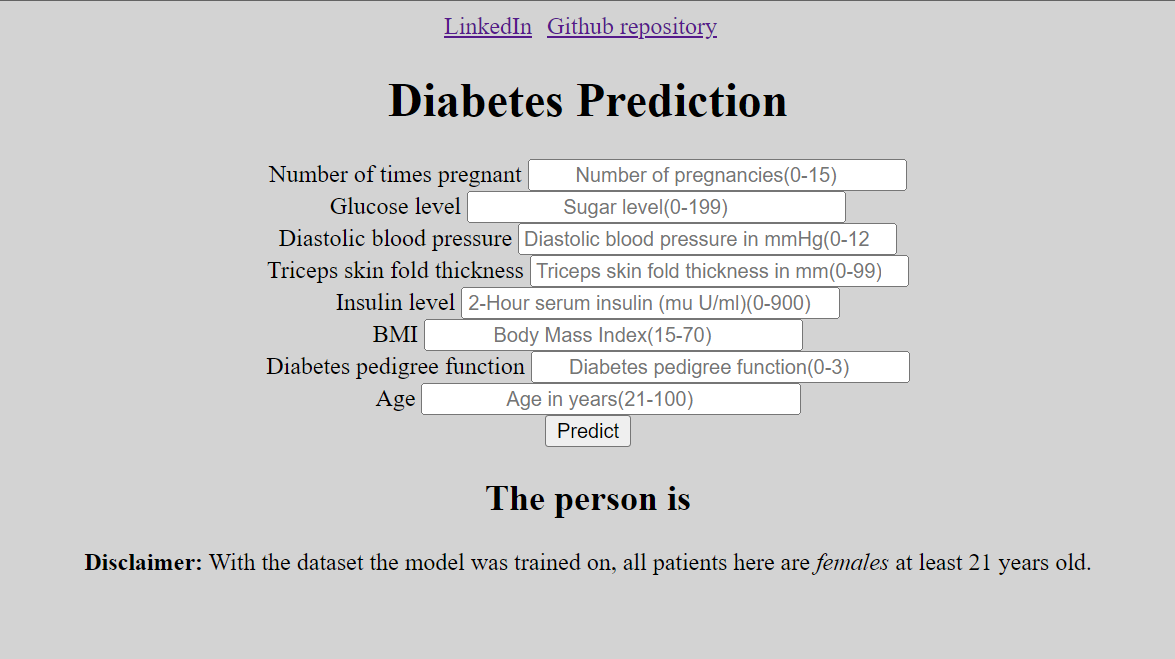 LinkedIn Github repository
Diabetes Prediction
Number of times pregnant Number of pregnancies(0-15)
Glucose level Sugar level(0-199)
Diastolic blood pressure Diastolic blood pressure in mmHg(0-12
Triceps skin fold thickness Triceps skin fold thickness in mm(0-99)
Insulin level 2-Hour serum insulin (mu U/ml)(0-900)
BMI Body Mass Index(15-70)
Diabetes pedigree function Diabetes pedigree function(0-3)
Age Age in years(21-100)
Predict
The person is
Disclaimer: With the dataset the model was trained on, all patients here are females at least 21 years old.